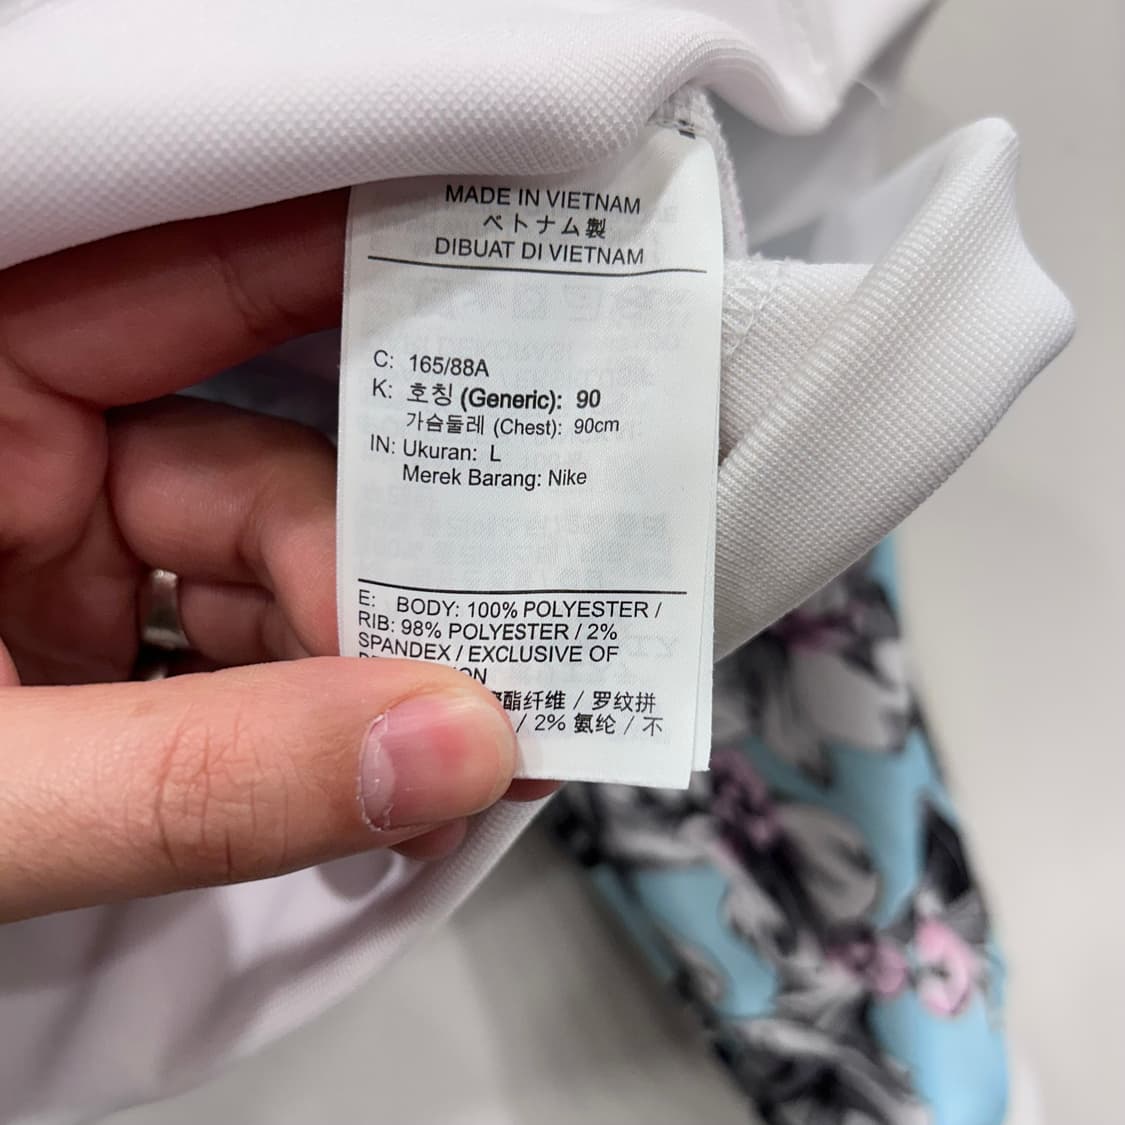 MADE IN VIETNAM
ベトナム製
DIBUAT DI VIETNAM
C: 165/88A
K: 호칭 (Generic): 90
가슴둘레 (Chest): 90cm
IN: Ukuran: L
Merek Barang: Nike
E: BODY: 100% POLYESTER /
RIB: 98% POLYESTER / 2%
SPANDEX / EXCLUSIVE OF
酯纤维 / 罗纹拼
/ 2% 氨纶 / 不